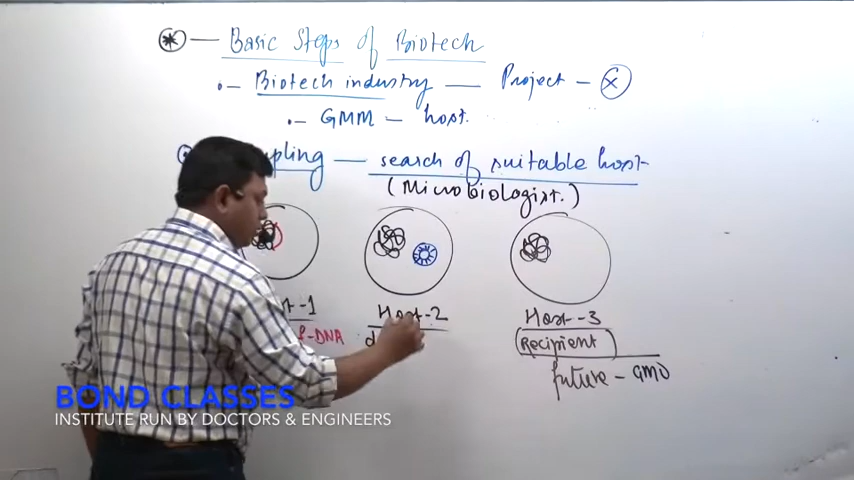 Basic Steps of Biotech
Biotech industry — Project -
GMM - host.
— search of suitable host
(Microbiologist.)
Host-2
Host-3
-DNA
Recipient
future - GMO
BOND CLASSES
INSTITUTE RUN BY DOCTORS & ENGINEERS